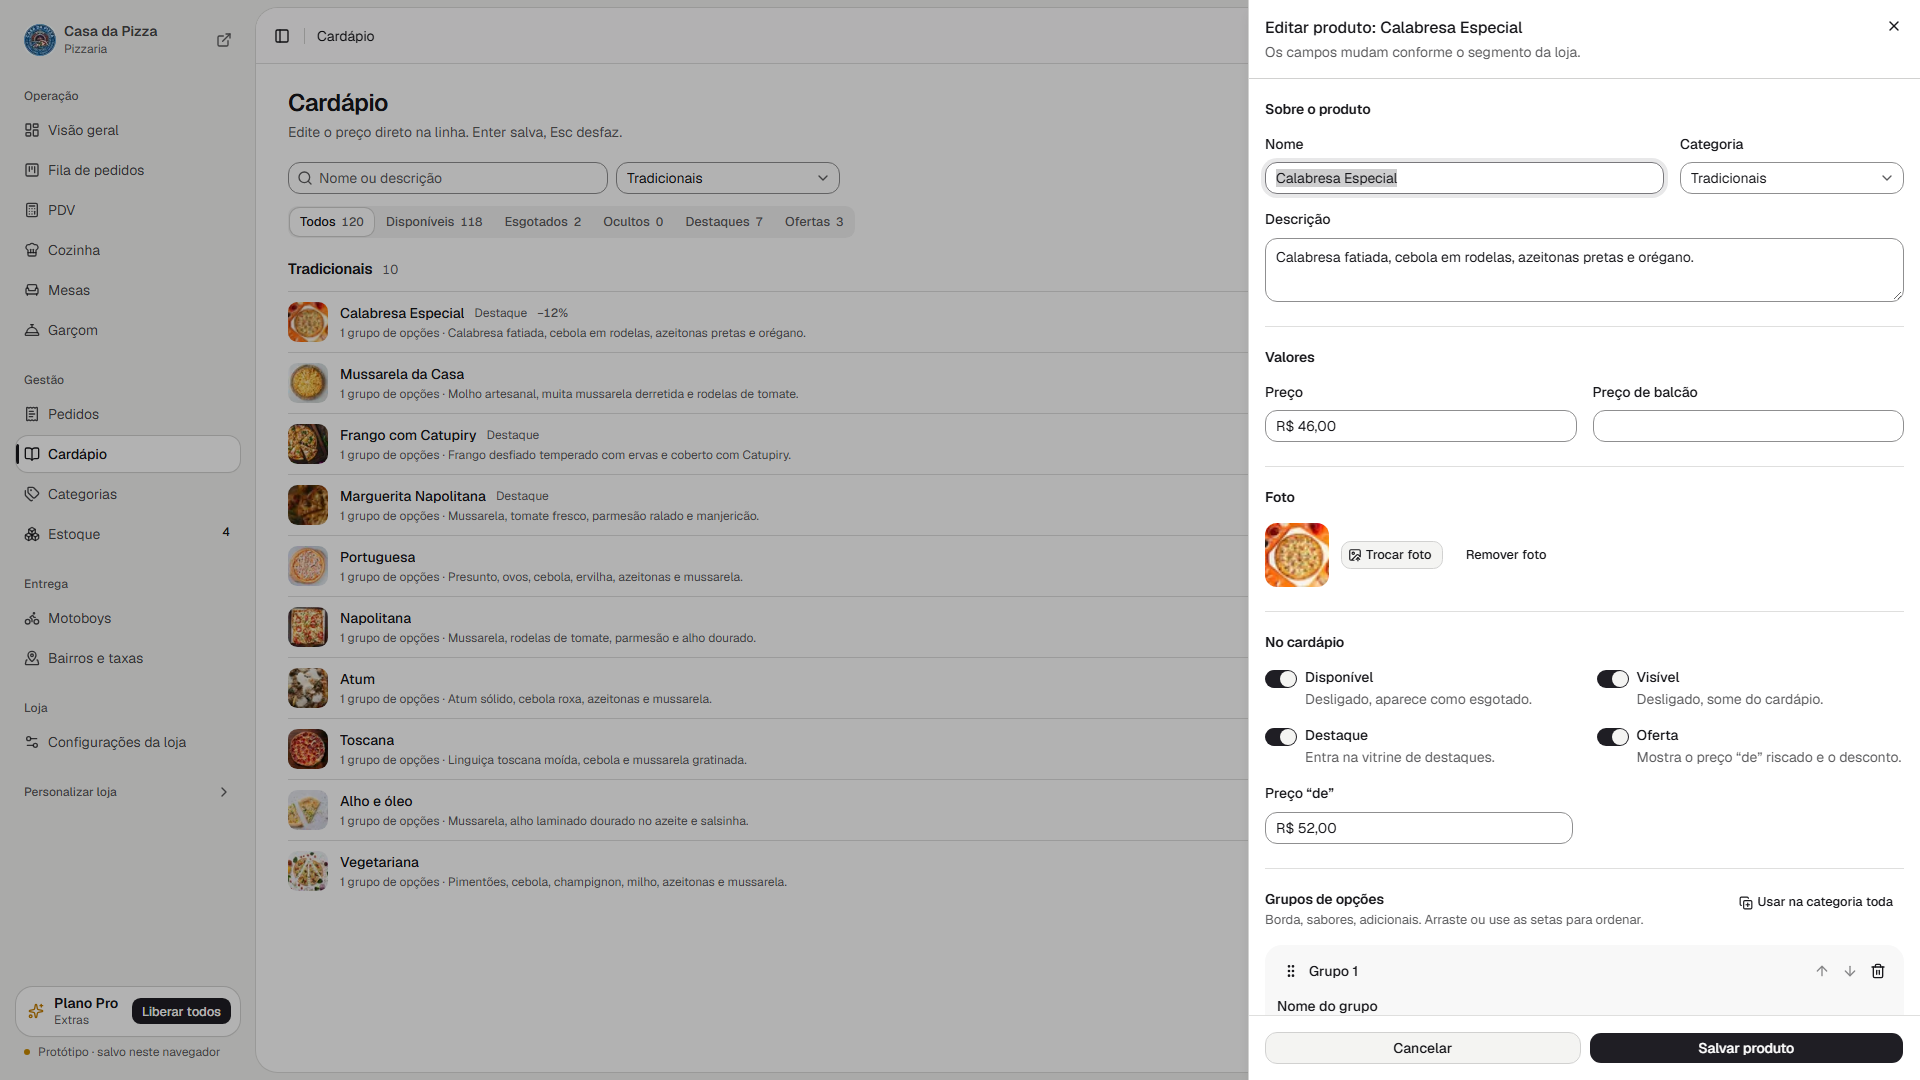 Casa da Pizza
Pizzaria
Operação
Visão geral
Fila de pedidos
PDV
Cozinha
Mesas
Garçom
Gestão
Pedidos
Cardápio
Categorias
Estoque 4
Entrega
Motoboys
Bairros e taxas
Loja
Configurações da loja
Personalizar loja
Plano Pro
Extras
Liberar todos
Protótipo · salvo neste navegador
Cardápio
Cardápio
Edite o preço direto na linha. Enter salva, Esc desfaz.
Nome ou descrição
Tradicionais
Todos 120 Disponíveis 118 Esgotados 2 Ocultos 0 Destaques 7 Ofertas 3
Tradicionais 10
Calabresa Especial Destaque −12%
1 grupo de opções · Calabresa fatiada, cebola em rodelas, azeitonas pretas e orégano.
Mussarela da Casa
1 grupo de opções · Molho artesanal, muita mussarela derretida e rodelas de tomate.
Frango com Catupiry Destaque
1 grupo de opções · Frango desfiado temperado com ervas e coberto com Catupiry.
Marguerita Napolitana Destaque
1 grupo de opções · Mussarela, tomate fresco, parmesão ralado e manjericão.
Portuguesa
1 grupo de opções · Presunto, ovos, cebola, ervilha, azeitonas e mussarela.
Napolitana
1 grupo de opções · Mussarela, rodelas de tomate, parmesão e alho dourado.
Atum
1 grupo de opções · Atum sólido, cebola roxa, azeitonas e mussarela.
Toscana
1 grupo de opções · Linguiça toscana moída, cebola e mussarela gratinada.
Alho e óleo
1 grupo de opções · Mussarela, alho laminado dourado no azeite e salsinha.
Vegetariana
1 grupo de opções · Pimentões, cebola, champignon, milho, azeitonas e mussarela.
Editar produto: Calabresa Especial
Os campos mudam conforme o segmento da loja.
Sobre o produto
Nome Categoria
Calabresa Especial Tradicionais
Descrição
Calabresa fatiada, cebola em rodelas, azeitonas pretas e orégano.
Valores
Preço Preço de balcão
R$ 46,00
Foto
Trocar foto Remover foto
No cardápio
Disponível Visível
Desligado, aparece como esgotado. Desligado, some do cardápio.
Destaque Oferta
Entra na vitrine de destaques. Mostra o preço “de” riscado e o desconto.
Preço “de”
R$ 52,00
Grupos de opções Usar na categoria toda
Borda, sabores, adicionais. Arraste ou use as setas para ordenar.
Grupo 1
Nome do grupo
Cancelar Salvar produto